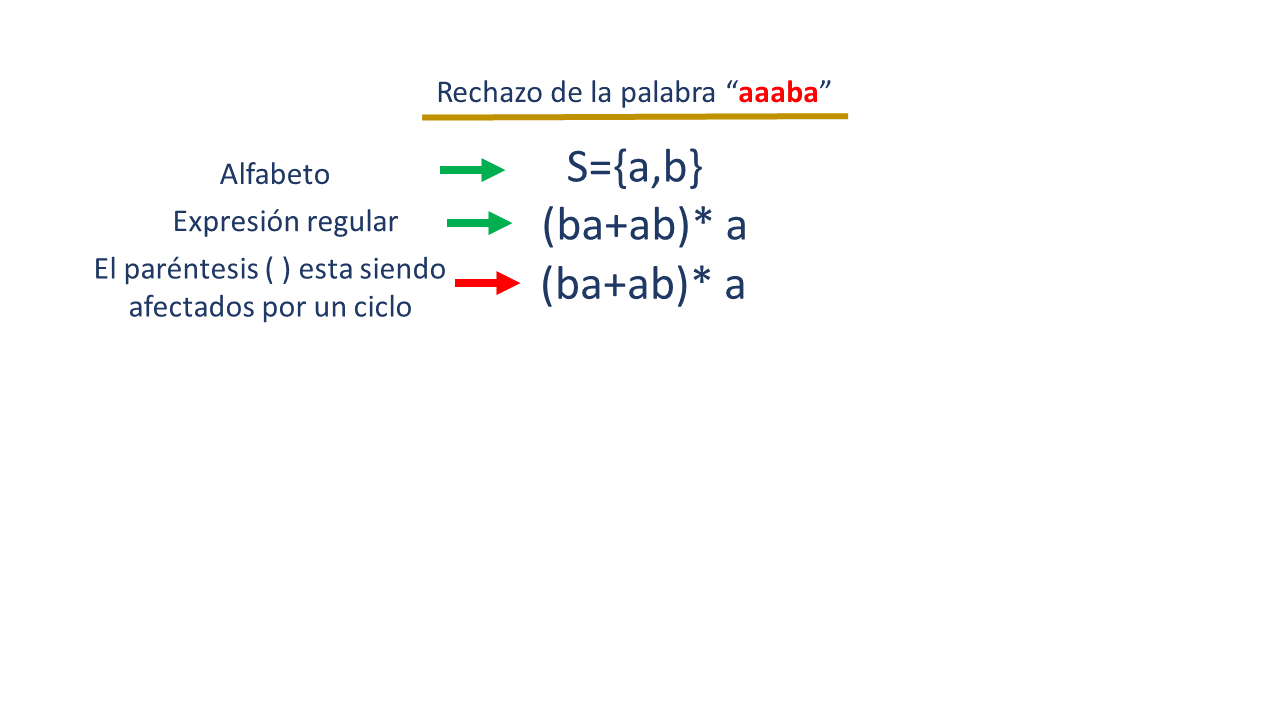 Rechazo de la palabra “aaaba”
Alfabeto
S={a,b}
Expresión regular
(ba+ab)* a
El paréntesis ( ) esta siendo
afectados por un ciclo
(ba+ab)* a